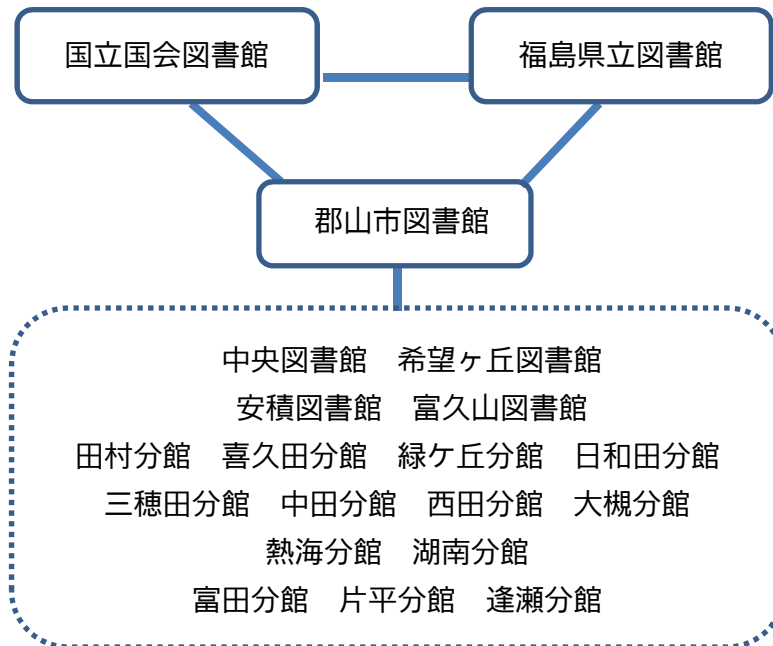 国立国会図書館
福島県立図書館
郡山市図書館
中央図書館　希望ヶ丘図書館
安積図書館　富久山図書館
田村分館　喜久田分館　緑ケ丘分館　日和田分館
三穂田分館　中田分館　西田分館　大槻分館
熱海分館　湖南分館
富田分館　片平分館　逢瀬分館